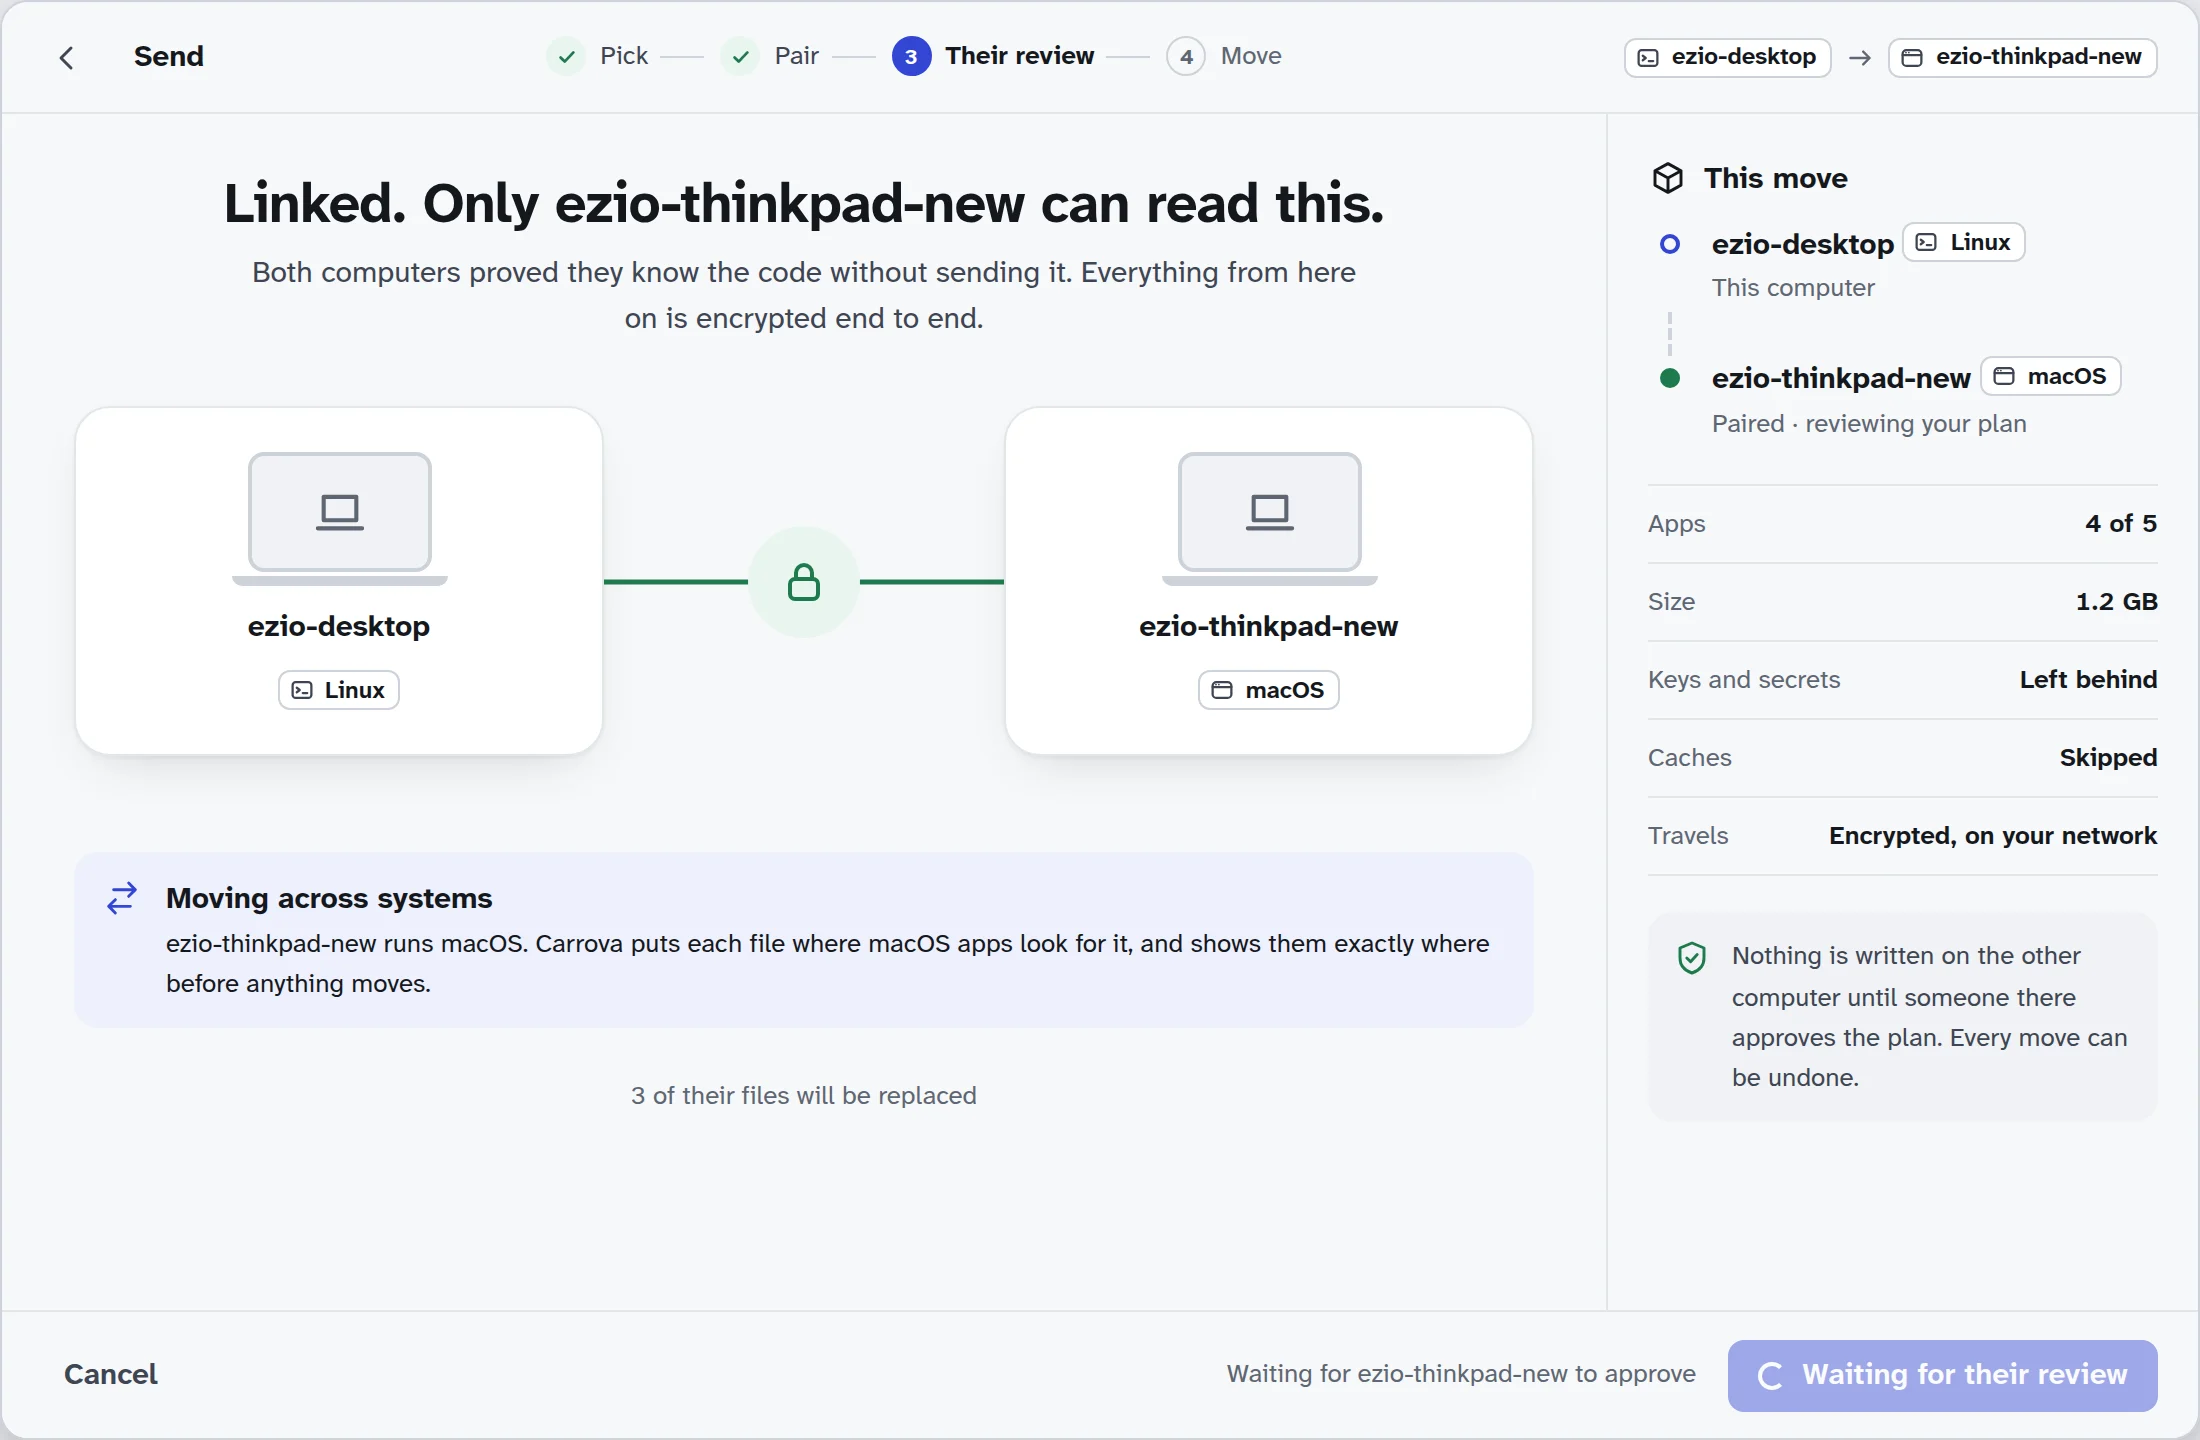 Send
Pick
Pair
3 Their review
4 Move
ezio-desktop
ezio-thinkpad-new
Linked. Only ezio-thinkpad-new can read this.
Both computers proved they know the code without sending it. Everything from here
on is encrypted end to end.
ezio-desktop
Linux
ezio-thinkpad-new
macOS
Moving across systems
ezio-thinkpad-new runs macOS. Carrova puts each file where macOS apps look for it, and shows them exactly where
before anything moves.
3 of their files will be replaced
This move
ezio-desktop Linux
This computer
ezio-thinkpad-new macOS
Paired · reviewing your plan
Apps 4 of 5
Size 1.2 GB
Keys and secrets Left behind
Caches Skipped
Travels Encrypted, on your network
Nothing is written on the other
computer until someone there
approves the plan. Every move can
be undone.
Cancel
Waiting for ezio-thinkpad-new to approve
Waiting for their review